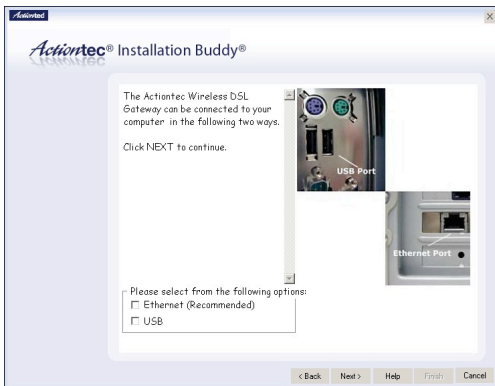 Actiontec
Actiontec® Installation Buddy®
The Actiontec Wireless DSL
Gateway can be connected to your
computer in the following two ways.
Click NEXT to continue.
USB Port
Ethernet Port
Please select from the following options:
Ethernet (Recommended)
USB
< Back Next > Help Finish Cancel